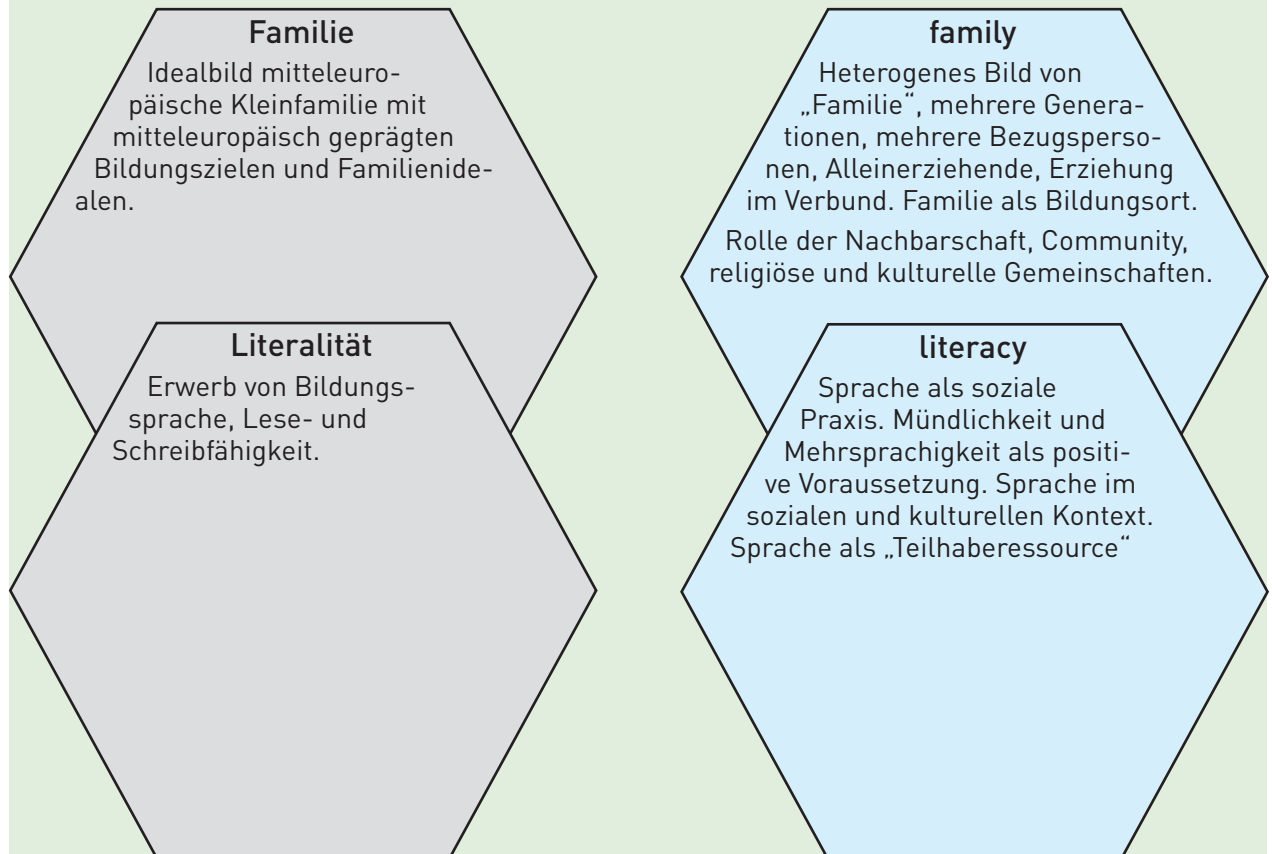 Familie
Idealbild mitteleuro-
päische Kleinfamilie mit
mitteleuropäisch geprägten
Bildungszielen und Familienide-
alen.
family
Heterogenes Bild von
„Familie“, mehrere Genera-
tionen, mehrere Bezugsperso-
nen, Alleinerziehende, Erziehung
im Verbund. Familie als Bildungsort.
Rolle der Nachbarschaft, Community,
religiöse und kulturelle Gemeinschaften.
Literalität
Erwerb von Bildungs-
sprache, Lese- und
Schreibfähigkeit.
literacy
Sprache als soziale
Praxis. Mündlichkeit und
Mehrsprachigkeit als positi-
ve Voraussetzung. Sprache im
sozialen und kulturellen Kontext.
Sprache als „Teilhaberessource“